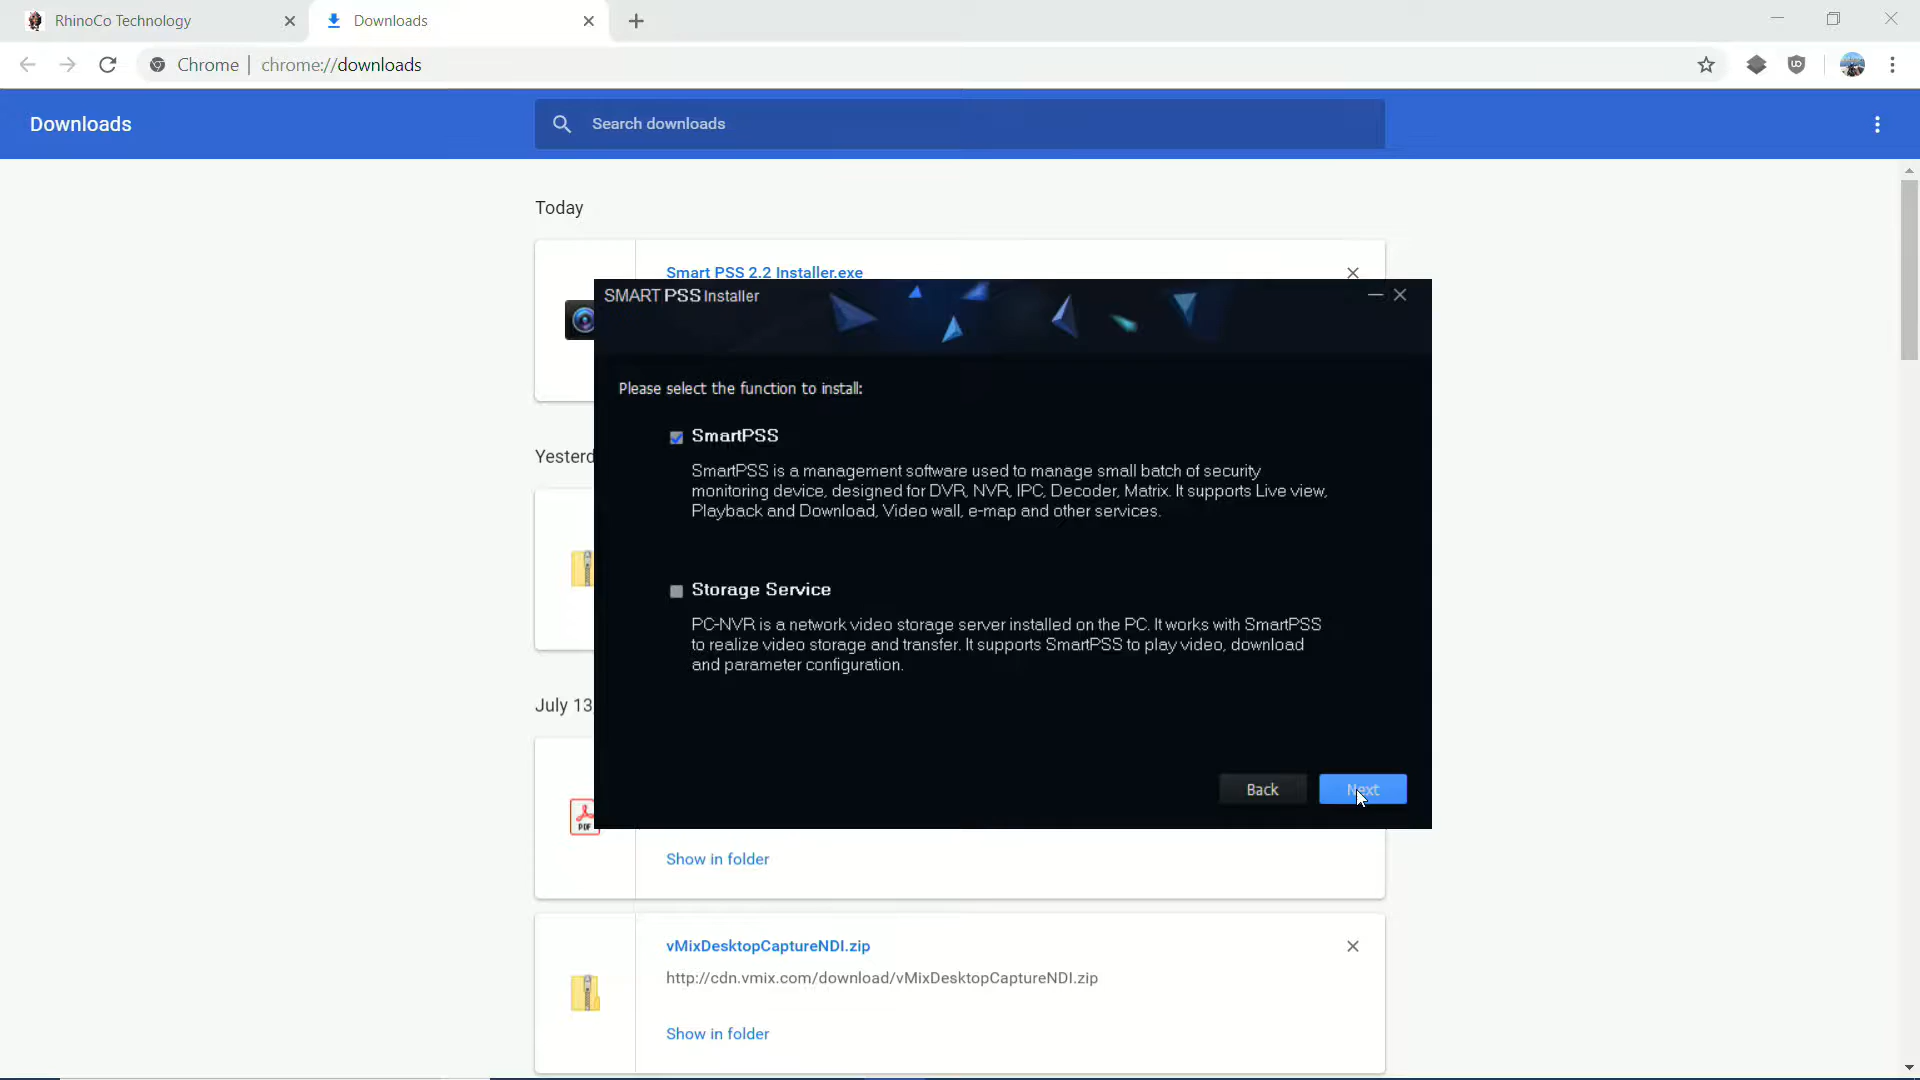 RhinoCo Technology
Downloads
Chrome
chrome://downloads
Downloads
Search downloads
Today
Smart PSS 2.2 Installer.exe
SMART PSS Installer
Please select the function to install:
SmartPSS
SmartPSS is a management software used to manage small batch of security
monitoring device, designed for DVR, NVR, IPC, Decoder, Matrix. It supports Live view,
Playback and Download, Video wall, e-map and other services.
Yesterd
Storage Service
PC-NVR is a network video storage server installed on the PC. It works with SmartPSS
to realize video storage and transfer. It supports SmartPSS to play video, download
and parameter configuration.
July 13,
Back
Next
PDF
Show in folder
vMixDesktopCaptureNDI.zip
http://cdn.vmix.com/download/vMixDesktopCaptureNDI.zip
Show in folder